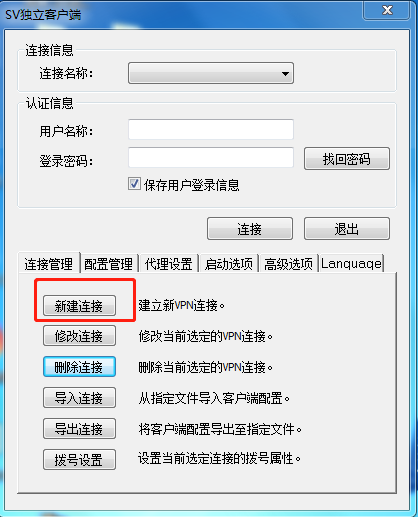 SV独立客户端
连接信息
连接名称：
认证信息
用户名称：
登录密码：
找回密码
保存用户登录信息
连接 退出
连接管理 配置管理 代理设置 启动选项 高级选项 Language
新建连接 建立新VPN连接。
修改连接 修改当前选定的VPN连接。
删除连接 删除当前选定的VPN连接。
导入连接 从指定文件导入客户端配置。
导出连接 将客户端配置导出至指定文件。
拨号设置 设置当前选定连接的拨号属性。